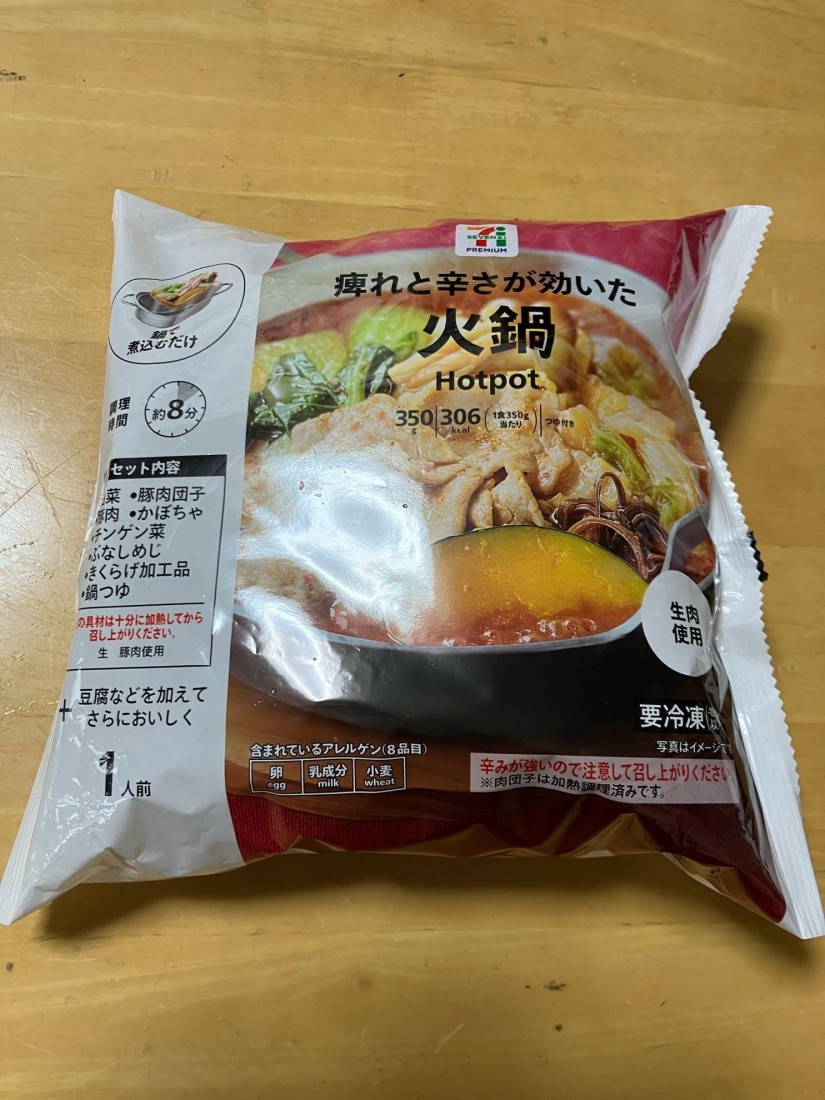 SEVEN&i
PREMIUM
痺れと辛さが効いた
火鍋
Hotpot
350g 306kcal (1食350g当たり) つゆ付き
鍋で
煮込むだけ
調理
時間
約8分
セット内容
菜 •豚肉団子
豚肉 •かぼちゃ
チンゲン菜
ぶなしめじ
•きくらげ加工品
•鍋つゆ
の具材は十分に加熱してから
召し上がりください。
生 豚肉使用
+ 豆腐などを加えて
さらにおいしく
1人前
生肉
使用
要冷凍
写真はイメージです
含まれているアレルゲン(8品目)
卵 乳成分 小麦
egg milk wheat
辛みが強いので注意して召し上がりください
※肉団子は加熱調理済みです。